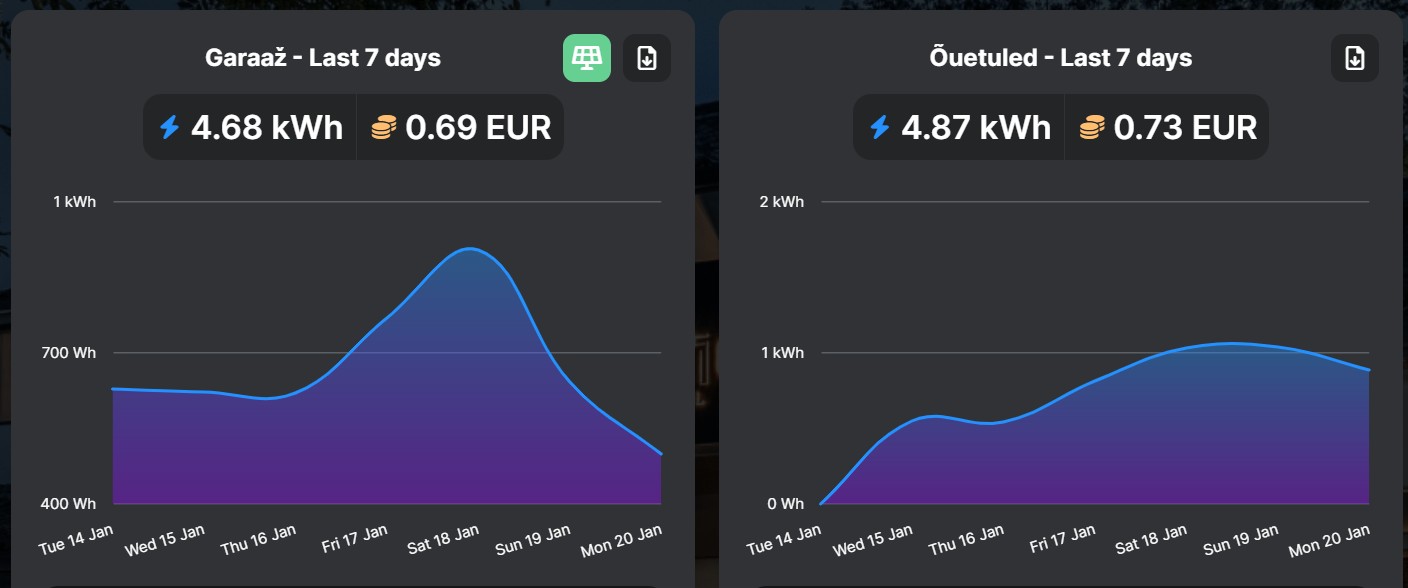 Garaaž - Last 7 days
4.68 kWh 0.69 EUR
1 kWh
700 Wh
400 Wh
Tue 14 Jan Wed 15 Jan Thu 16 Jan Fri 17 Jan Sat 18 Jan Sun 19 Jan Mon 20 Jan
Õuetuled - Last 7 days
4.87 kWh 0.73 EUR
2 kWh
1 kWh
0 Wh
Tue 14 Jan Wed 15 Jan Thu 16 Jan Fri 17 Jan Sat 18 Jan Sun 19 Jan Mon 20 Jan